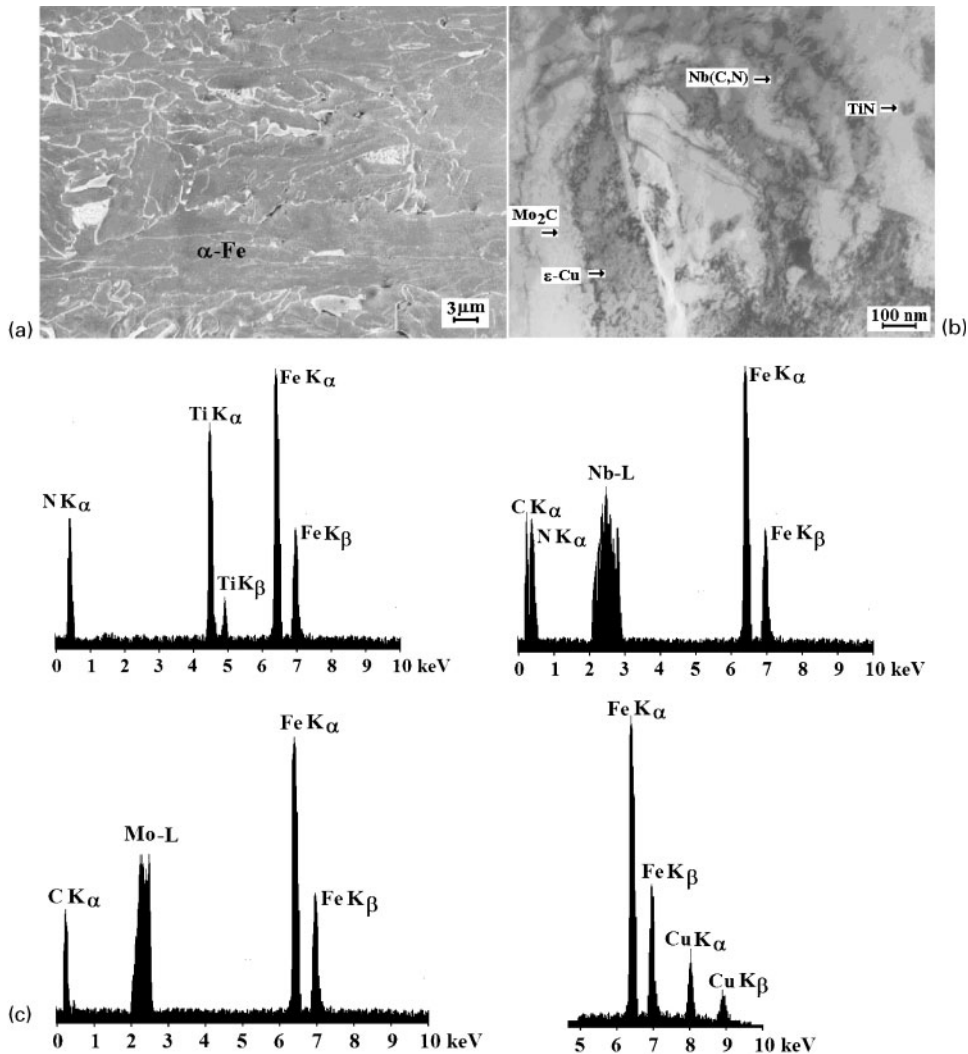 α-Fe
3μm
(a)
Nb(C,N)
TiN
Mo₂C
ε-Cu
100 nm
(b)
N Kα
Ti Kα
TiKβ
Fe Kα
Fe Kβ
0 1 2 3 4 5 6 7 8 9 10 keV
C Kα
N Kα
Nb-L
Fe Kα
Fe Kβ
0 1 2 3 4 5 6 7 8 9 10 keV
C Kα
Mo-L
Fe Kα
Fe Kβ
0 1 2 3 4 5 6 7 8 9 10 keV
(c)
Fe Kα
Fe Kβ
Cu Kα
Cu Kβ
5 6 7 8 9 10 keV